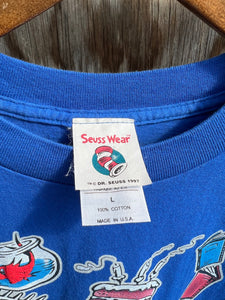 Seuss Wear
™ © DR. SEUSS 1997
L
100% COTTON
MADE IN U.S.A.